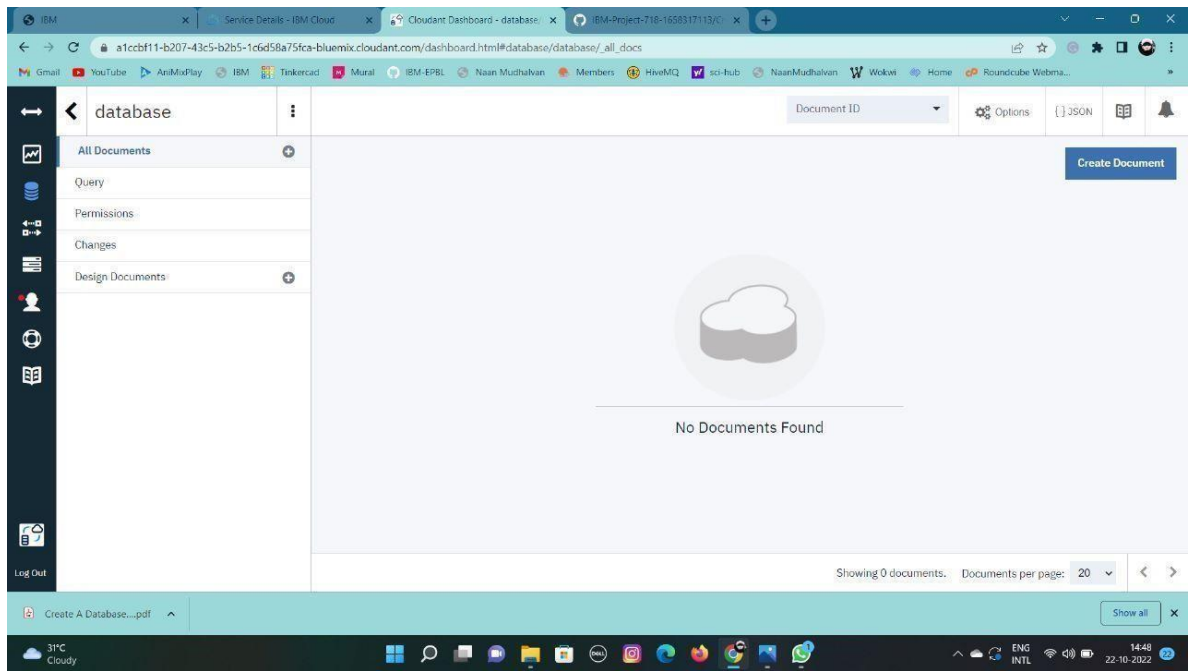 IBM
Service Details - IBM Cloud
Cloudant Dashboard - database/
IBM-Project-718-1658317113/C
a1ccbf11-b207-43c5-b2b5-1c6d58a75fca-bluemix.cloudant.com/dashboard.html#database/database/_all_docs
Gmail YouTube AniMixPlay IBM Tinkercad Mural IBM-EPBL Naan Mudhalvan Members HiveMQ sci-hub NaanMudhalvan Wokwi Home Roundcube Webma...
database
Document ID
Options
{ } JSON
All Documents
Create Document
Query
Permissions
Changes
Design Documents
No Documents Found
Log Out
Showing 0 documents. Documents per page: 20
Create A Database....pdf
Show all
31°C
Cloudy
ENG
INTL
14:48
22-10-2022
22